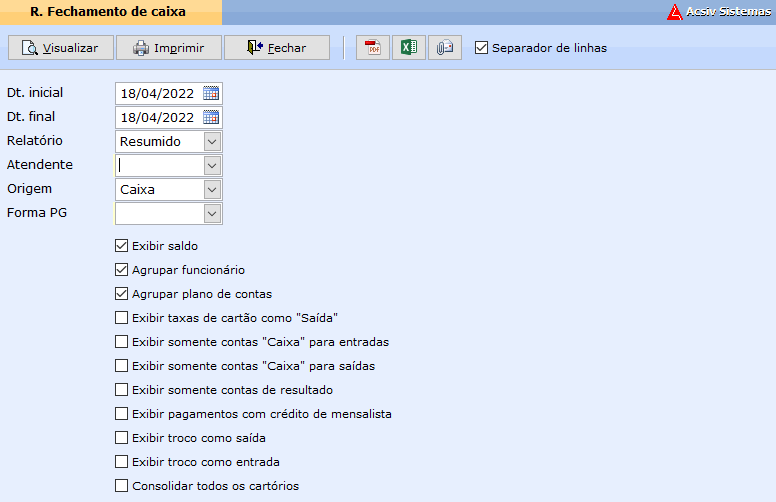 R. Fechamento de caixa
Acsiv Sistemas
Visualizar Imprimir Fechar PDF Separador de linhas
Dt. inicial 18/04/2022
Dt. final 18/04/2022
Relatório Resumido
Atendente
Origem Caixa
Forma PG
Exibir saldo
Agrupar funcionário
Agrupar plano de contas
Exibir taxas de cartão como "Saída"
Exibir somente contas "Caixa" para entradas
Exibir somente contas "Caixa" para saídas
Exibir somente contas de resultado
Exibir pagamentos com crédito de mensalista
Exibir troco como saída
Exibir troco como entrada
Consolidar todos os cartórios